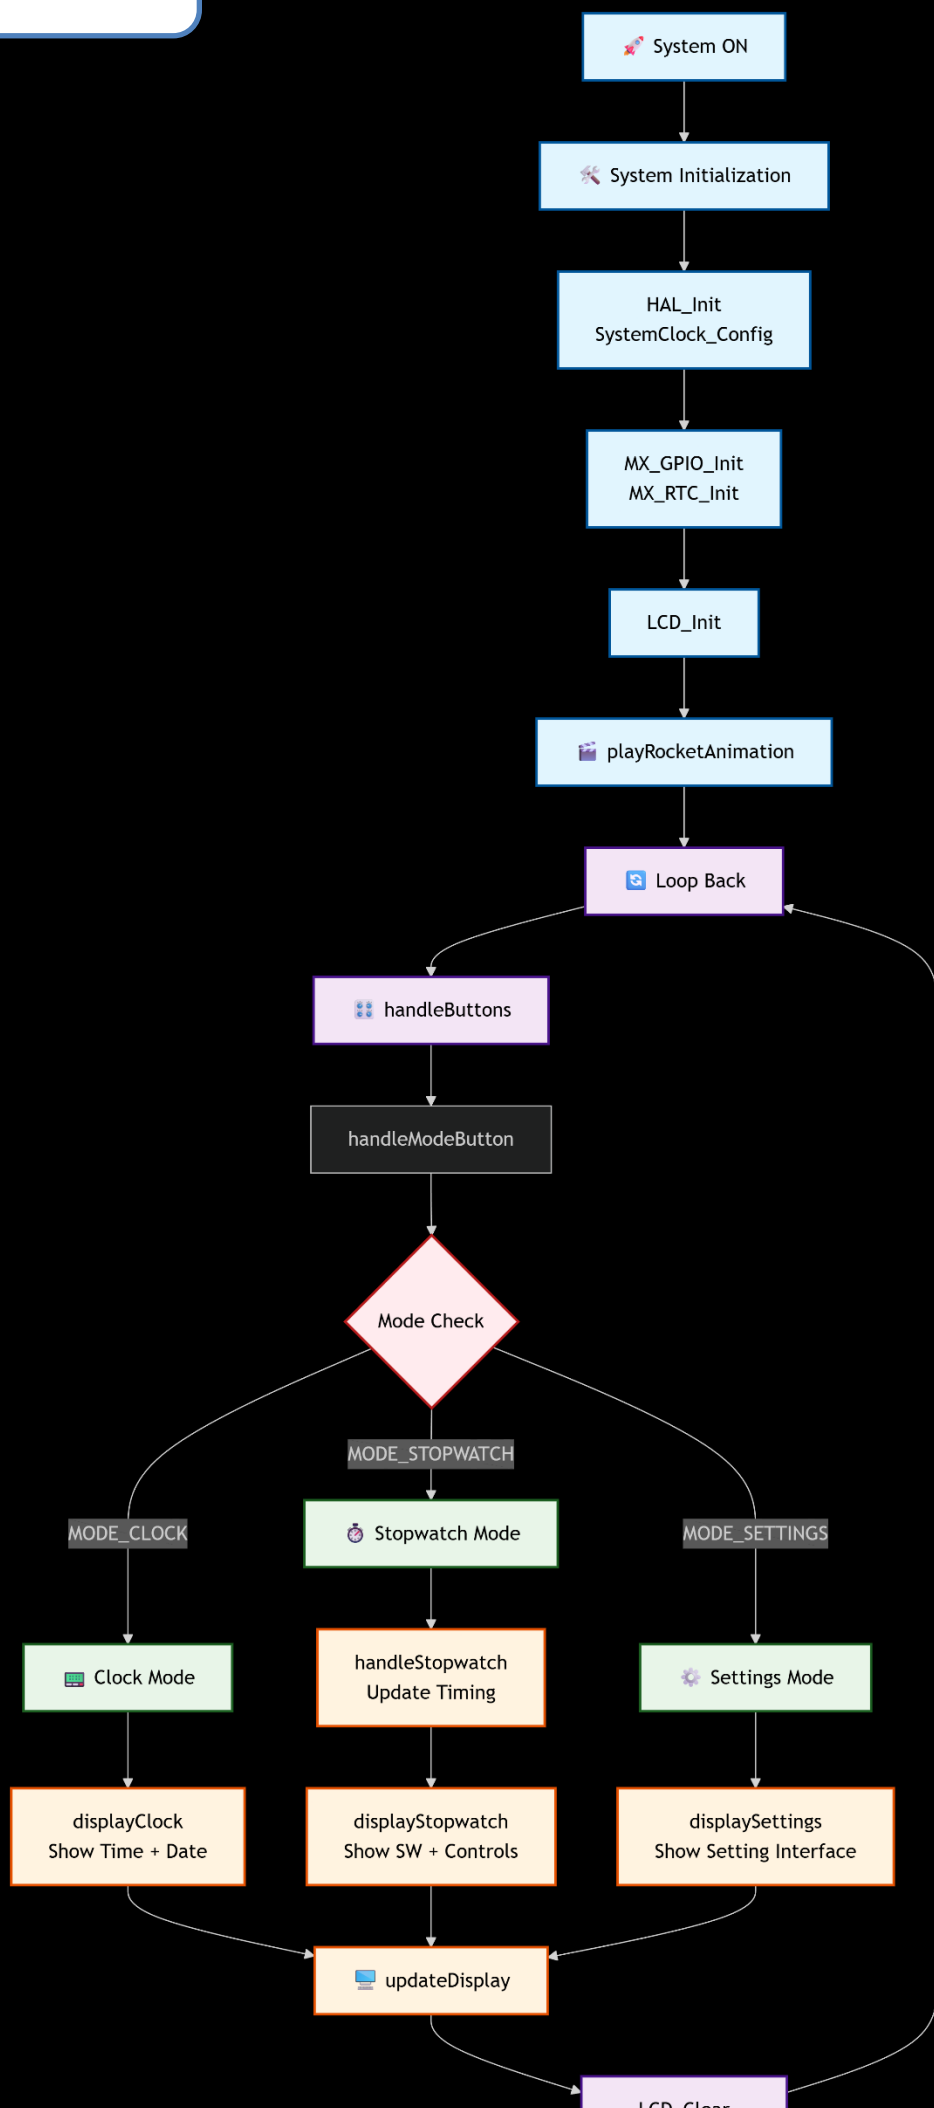 System ON
System Initialization
HAL_Init
SystemClock_Config
MX_GPIO_Init
MX_RTC_Init
LCD_Init
playRocketAnimation
Loop Back
handleButtons
handleModeButton
Mode Check
MODE_STOPWATCH
MODE_CLOCK
MODE_SETTINGS
Stopwatch Mode
handleStopwatch
Update Timing
Clock Mode
Settings Mode
displayClock
Show Time + Date
displayStopwatch
Show SW + Controls
displaySettings
Show Setting Interface
updateDisplay
LCD_Clear